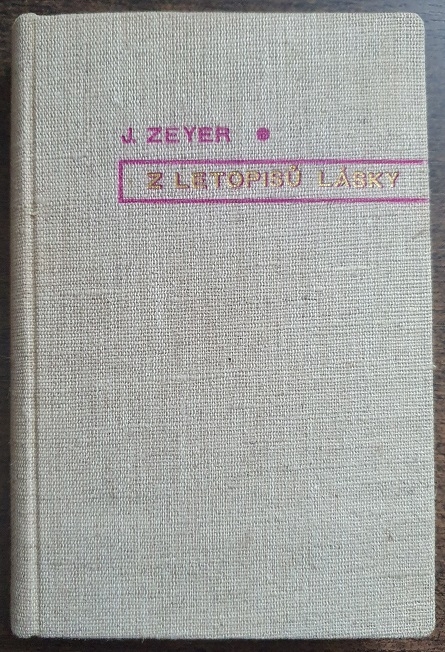 J. ZEYER •
Z LETOPISŮ LÁSKY